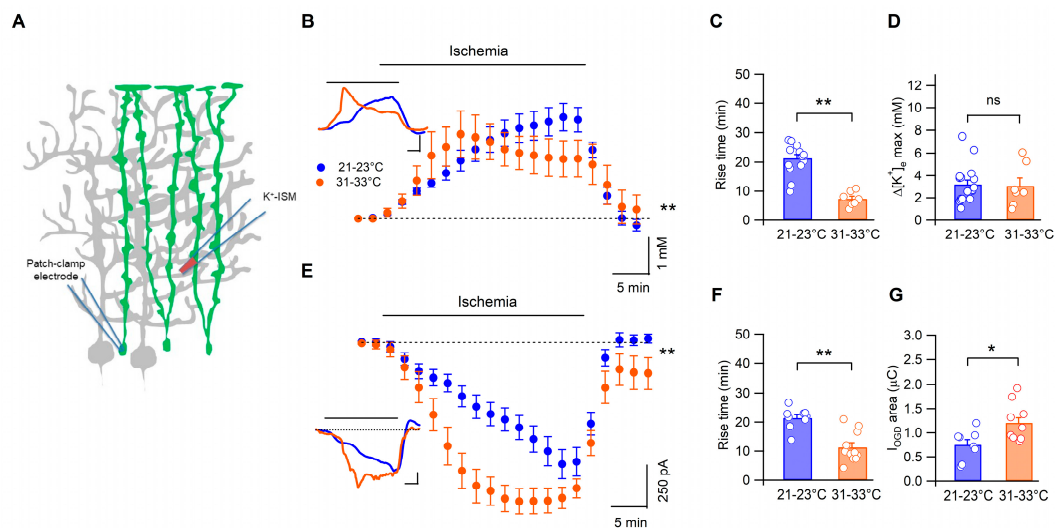 A
K⁺-ISM
Patch-clamp
electrode
B
Ischemia
21-23°C
31-33°C
**
1 mM
5 min
C
Rise time (min)
50
40
30
20
10
0
**
21-23°C 31-33°C
D
Δ[K⁺]e max (mM)
12
10
8
6
4
2
0
ns
21-23°C 31-33°C
E
Ischemia
**
250 pA
5 min
F
Rise time (min)
50
40
30
20
10
0
**
21-23°C 31-33°C
G
IOGD area (μC)
3.0
2.5
2.0
1.5
1.0
0.5
0.0
*
21-23°C 31-33°C